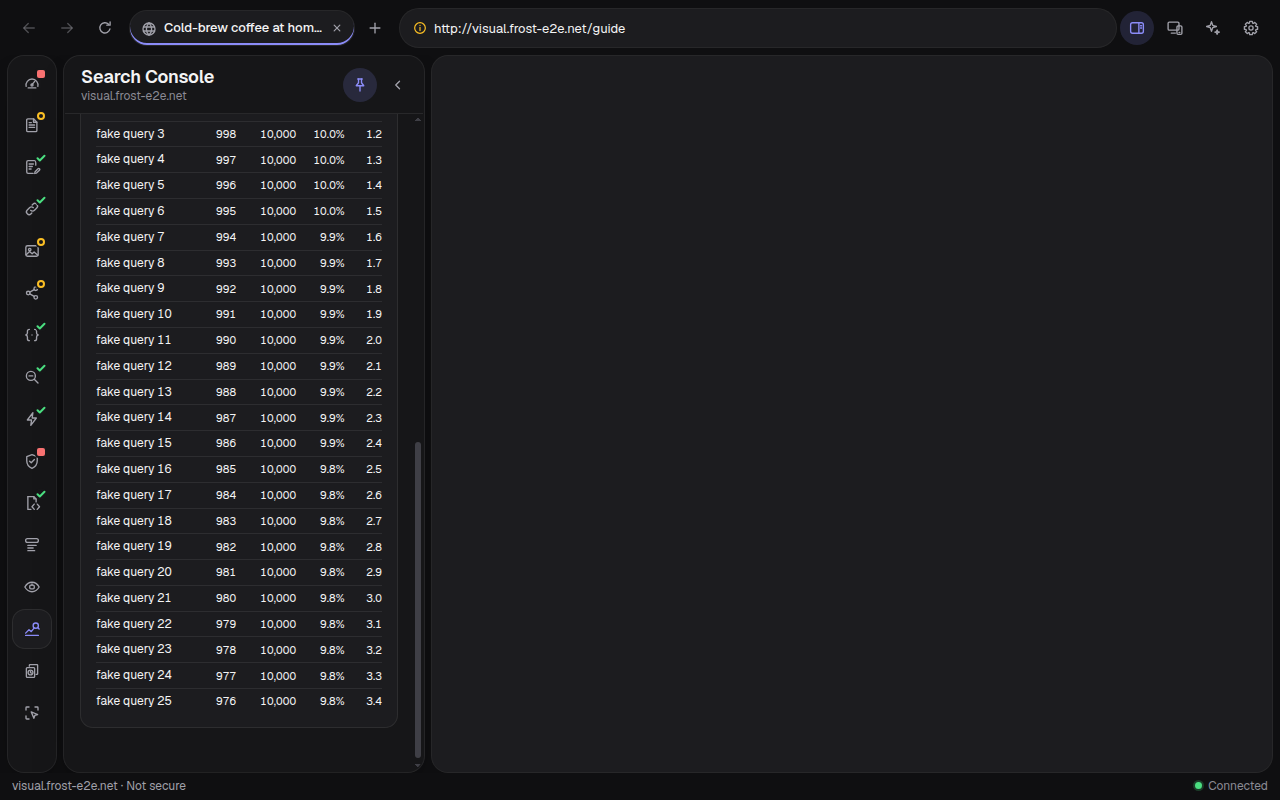 Cold-brew coffee at hom…
http://visual.frost-e2e.net/guide
Search Console
visual.frost-e2e.net
fake query 3 998 10,000 10.0% 1.2
fake query 4 997 10,000 10.0% 1.3
fake query 5 996 10,000 10.0% 1.4
fake query 6 995 10,000 10.0% 1.5
fake query 7 994 10,000 9.9% 1.6
fake query 8 993 10,000 9.9% 1.7
fake query 9 992 10,000 9.9% 1.8
fake query 10 991 10,000 9.9% 1.9
fake query 11 990 10,000 9.9% 2.0
fake query 12 989 10,000 9.9% 2.1
fake query 13 988 10,000 9.9% 2.2
fake query 14 987 10,000 9.9% 2.3
fake query 15 986 10,000 9.9% 2.4
fake query 16 985 10,000 9.8% 2.5
fake query 17 984 10,000 9.8% 2.6
fake query 18 983 10,000 9.8% 2.7
fake query 19 982 10,000 9.8% 2.8
fake query 20 981 10,000 9.8% 2.9
fake query 21 980 10,000 9.8% 3.0
fake query 22 979 10,000 9.8% 3.1
fake query 23 978 10,000 9.8% 3.2
fake query 24 977 10,000 9.8% 3.3
fake query 25 976 10,000 9.8% 3.4
visual.frost-e2e.net · Not secure
Connected